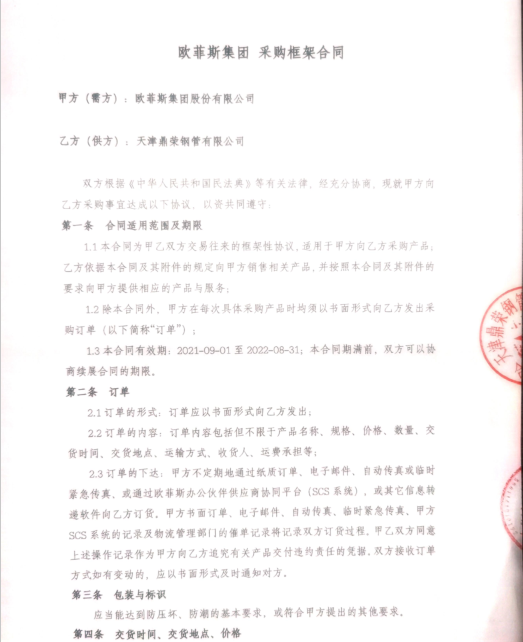 欧菲斯集团 采购框架合同
甲方（需方）：欧菲斯集团股份有限公司
乙方（供方）：天津鼎荣钢管有限公司
双方根据《中华人民共和国民法典》等有关法律，经充分协商，现就甲方向
乙方采购事宜达成以下协议，以资共同遵守：
第一条 合同适用范围及期限
1.1 本合同为甲乙双方交易往来的框架性协议，适用于甲方向乙方采购产品；
乙方依据本合同及其附件的规定向甲方销售相关产品，并按照本合同及其附件的
要求向甲方提供相应的产品与服务；
1.2 除本合同外，甲方在每次具体采购产品时均须以书面形式向乙方发出采
购订单（以下简称“订单”）；
1.3 本合同有效期：2021-09-01 至 2022-08-31；本合同期满前，双方可以协
商续展合同的期限。
第二条 订单
2.1 订单的形式：订单应以书面形式向乙方发出；
2.2 订单的内容：订单内容包括但不限于产品名称、规格、价格、数量、交
货时间、交货地点、运输方式、收货人、运费承担等；
2.3 订单的下达：甲方不定期地通过纸质订单、电子邮件、自动传真或临时
紧急传真、或通过欧菲斯办公伙伴供应商协同平台（SCS 系统），或其它信息转
递软件向乙方订货。甲方书面订单、电子邮件、自动传真、临时紧急传真、甲方
SCS 系统的记录及物流管理部门的催单记录将记录双方订货过程，甲乙双方同意
上述操作记录作为甲方向乙方追究有关产品交付违约责任的凭据，双方接收订单
方式如有变动的，应以书面形式及时通知对方。
第三条 包装与标识
应当能达到防压坏、防潮的基本要求，或符合甲方提出的其他要求。
第四条 交货时间、交货地点、价格
天津鼎荣钢